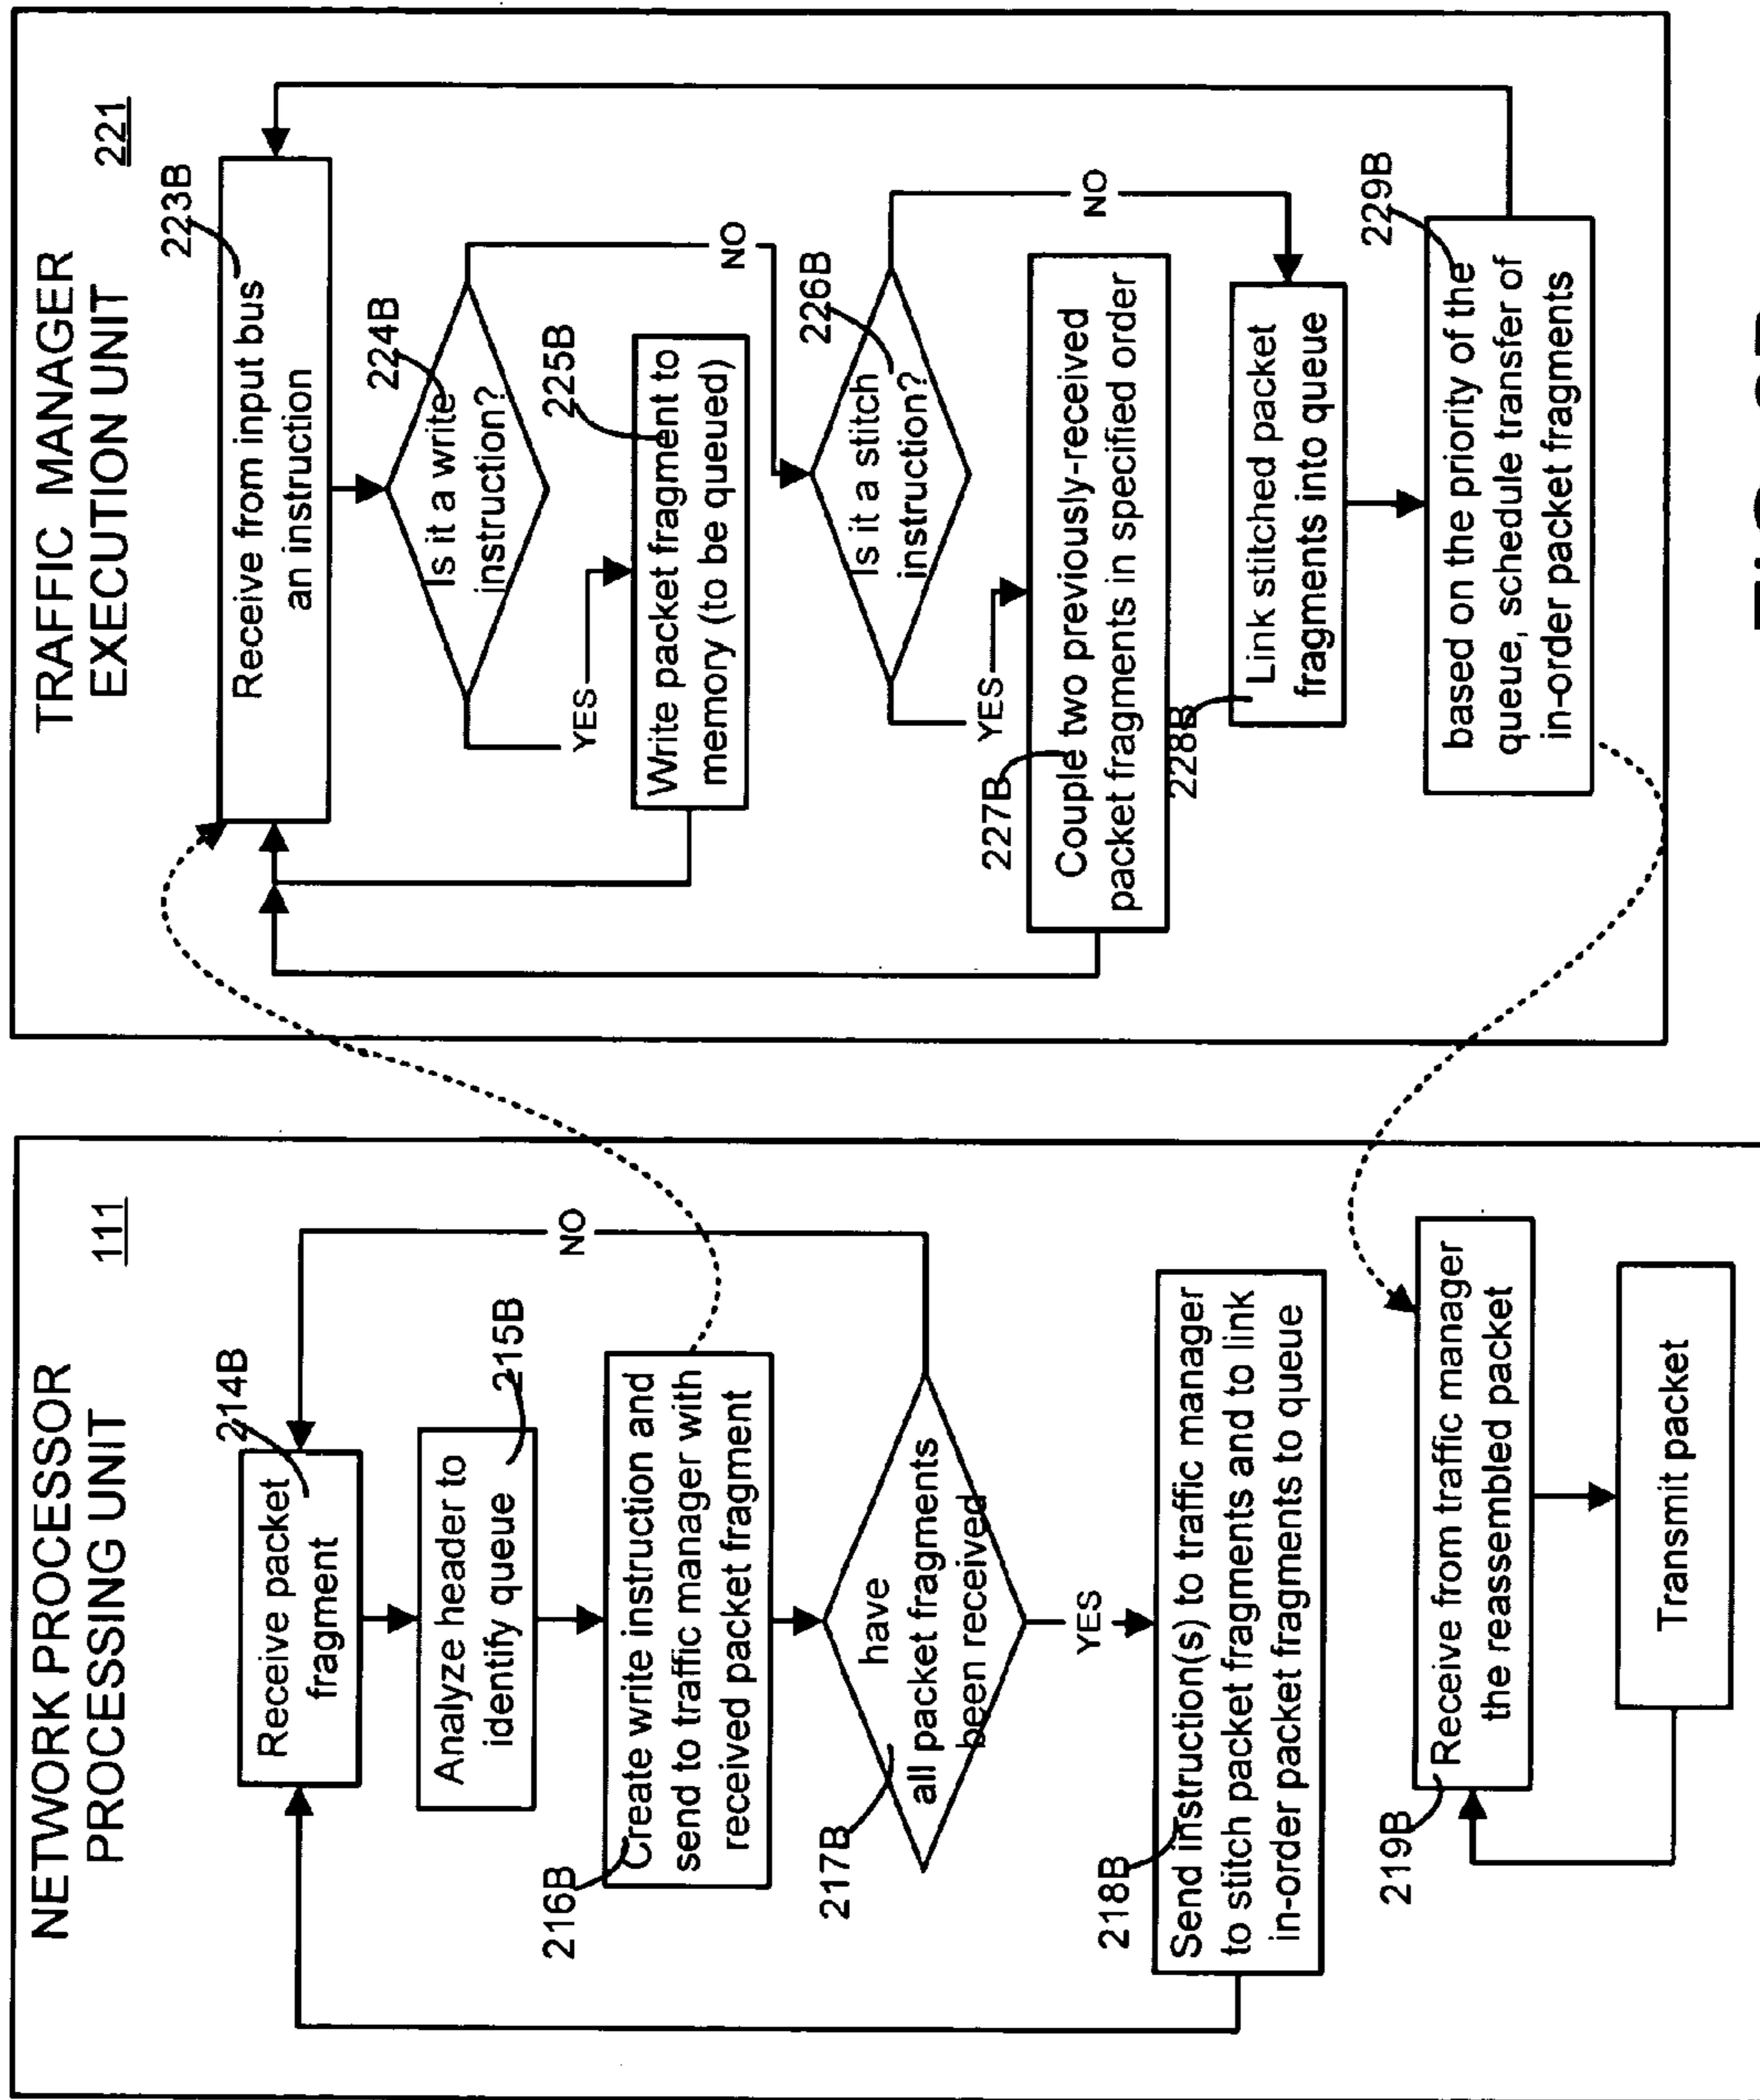 NETWORK PROCESSOR
PROCESSING UNIT
111
214B
Receive packet
fragment
215B
Analyze header to
identify queue
216B
Create write instruction and
send to traffic manager with
received packet fragment
NO
217B
have
all packet fragments
been received
YES
218B
Send instruction(s) to traffic manager
to stitch packet fragments and to link
in-order packet fragments to queue
219B
Receive from traffic manager
the reassembled packet
Transmit packet
TRAFFIC MANAGER
EXECUTION UNIT
221
223B
Receive from input bus
an instruction
224B
Is it a write
instruction?
NO
YES
225B
Write packet fragment to
memory (to be queued)
226B
Is it a stitch
instruction?
NO
YES
227B
Couple two previously-received
packet fragments in specified order
228B
Link stitched packet
fragments into queue
229B
based on the priority of the
queue, schedule transfer of
in-order packet fragments